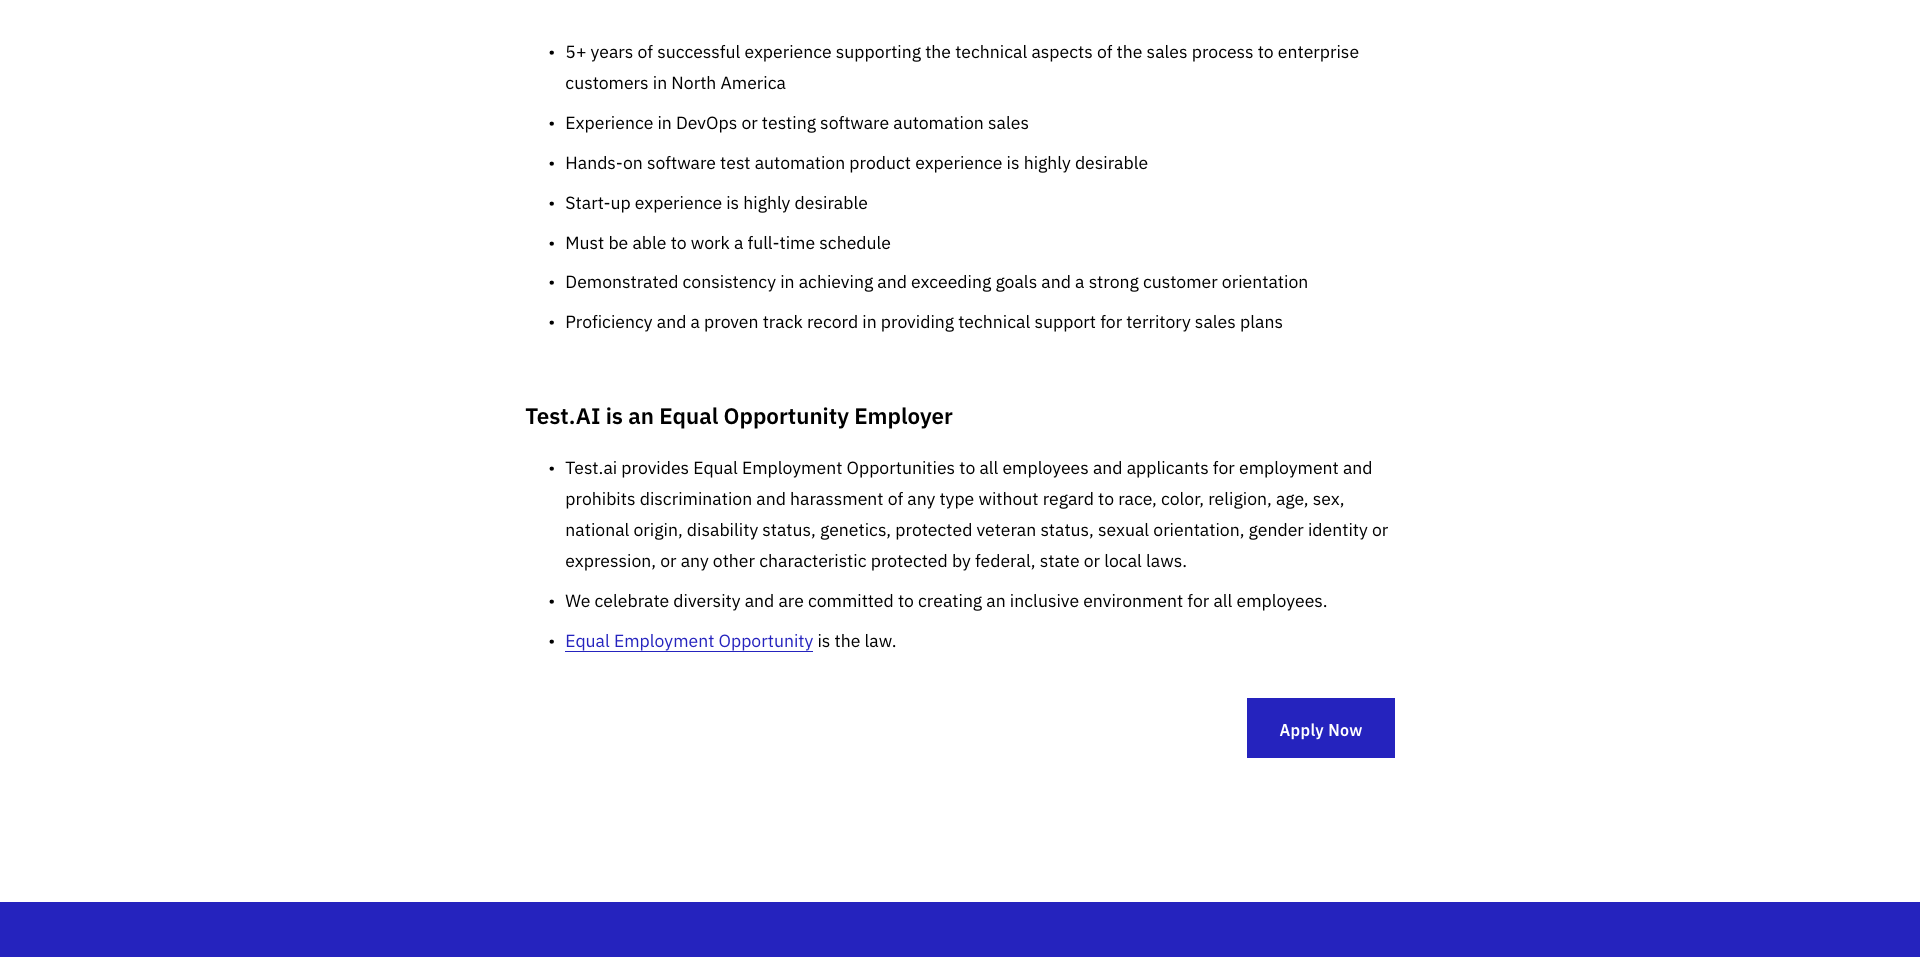 • 5+ years of successful experience supporting the technical aspects of the sales process to enterprise
customers in North America
• Experience in DevOps or testing software automation sales
• Hands-on software test automation product experience is highly desirable
• Start-up experience is highly desirable
• Must be able to work a full-time schedule
• Demonstrated consistency in achieving and exceeding goals and a strong customer orientation
• Proficiency and a proven track record in providing technical support for territory sales plans
Test.AI is an Equal Opportunity Employer
• Test.ai provides Equal Employment Opportunities to all employees and applicants for employment and
prohibits discrimination and harassment of any type without regard to race, color, religion, age, sex,
national origin, disability status, genetics, protected veteran status, sexual orientation, gender identity or
expression, or any other characteristic protected by federal, state or local laws.
• We celebrate diversity and are committed to creating an inclusive environment for all employees.
• Equal Employment Opportunity is the law.
Apply Now